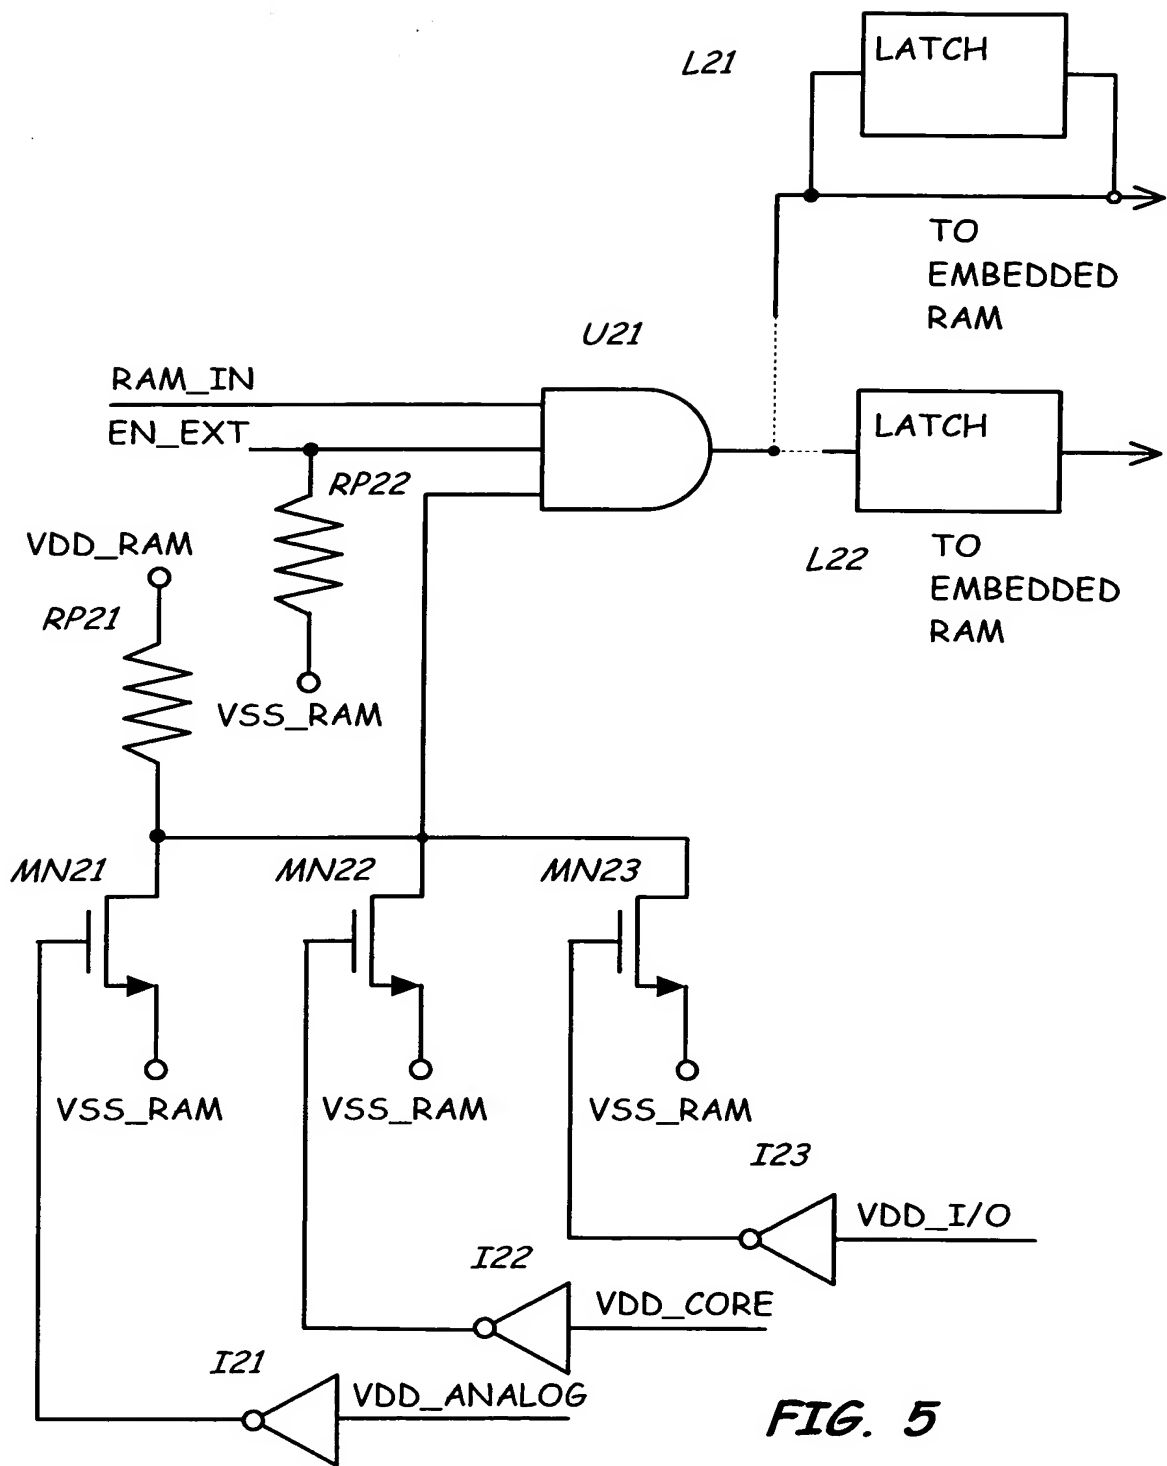 L21
LATCH
TO
EMBEDDED
RAM
U21
RAM_IN
EN_EXT
LATCH
RP22
VDD_RAM
L22
TO
EMBEDDED
RAM
RP21
VSS_RAM
MN21
MN22
MN23
VSS_RAM
VSS_RAM
VSS_RAM
I23
VDD_I/O
I22
VDD_CORE
I21
VDD_ANALOG
FIG. 5